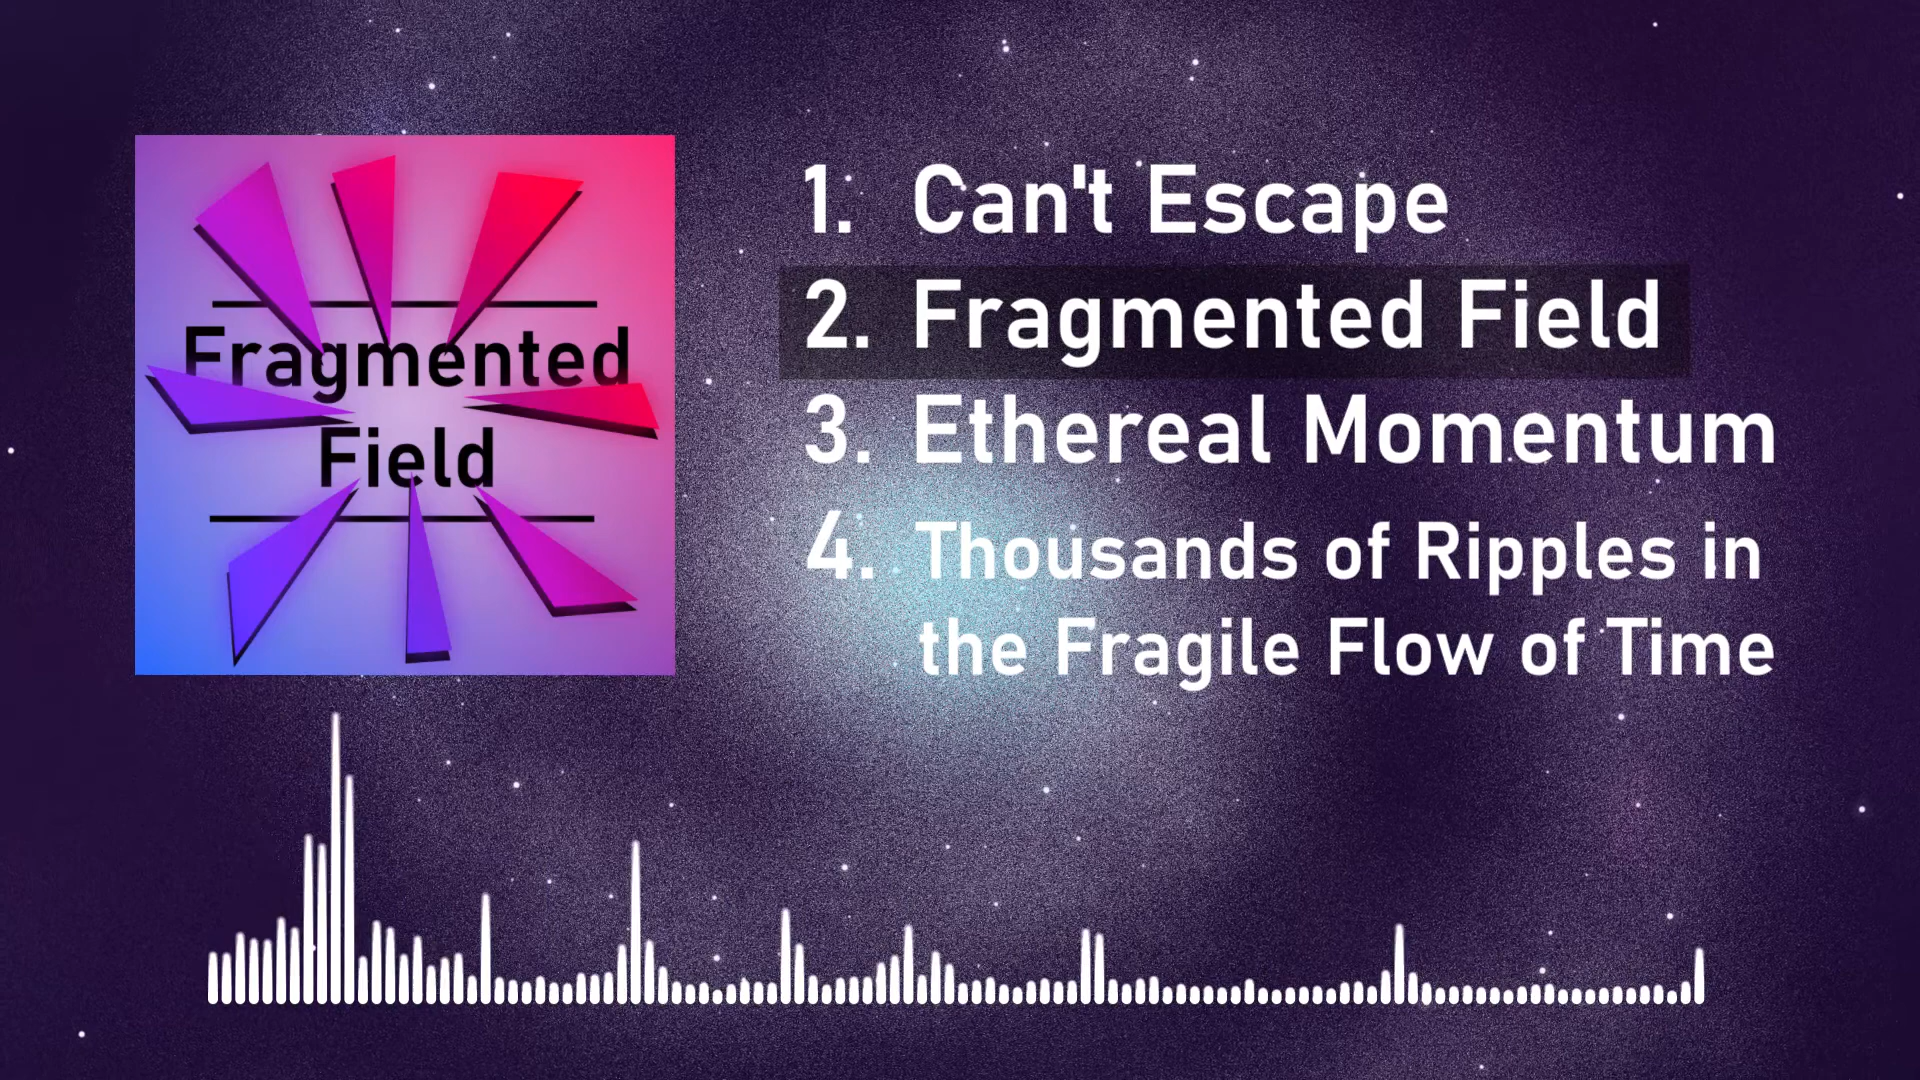 Fragmented
Field
1. Can't Escape
2. Fragmented Field
3. Ethereal Momentum
4. Thousands of Ripples in
the Fragile Flow of Time